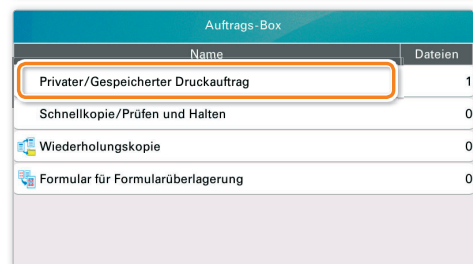 Auftrags-Box
Name Dateien
Privater/Gespeicherter Druckauftrag 1
Schnellkopie/Prüfen und Halten 0
Wiederholungskopie 0
Formular für Formularüberlagerung 0